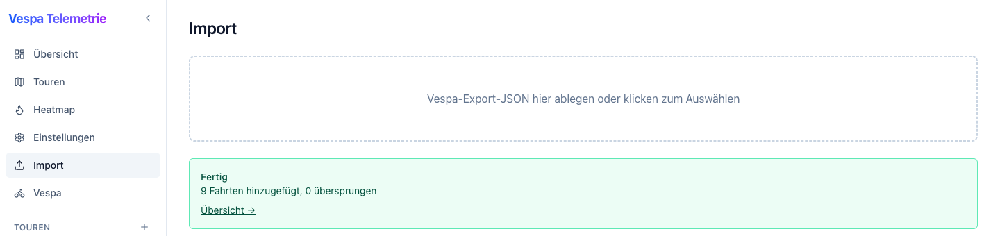 Vespa Telemetrie
Übersicht
Touren
Heatmap
Einstellungen
Import
Vespa
TOUREN
Import
Vespa-Export-JSON hier ablegen oder klicken zum Auswählen
Fertig
9 Fahrten hinzugefügt, 0 übersprungen
Übersicht →